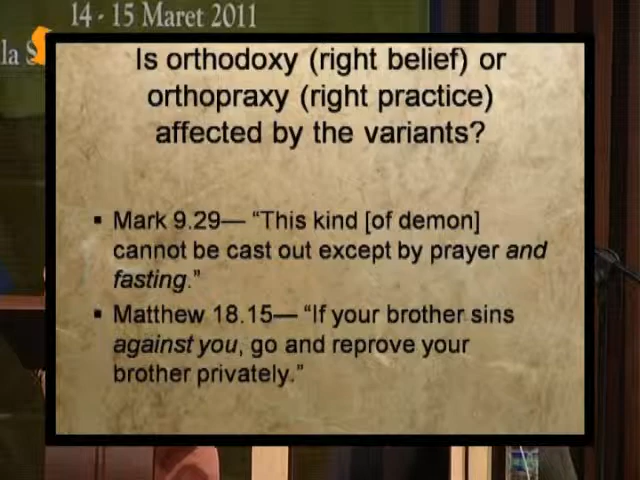 14 - 15 Maret 2011
la S
Is orthodoxy (right belief) or
orthopraxy (right practice)
affected by the variants?
▪ Mark 9.29— “This kind [of demon]
cannot be cast out except by prayer and
fasting.”
▪ Matthew 18.15— “If your brother sins
against you, go and reprove your
brother privately.”